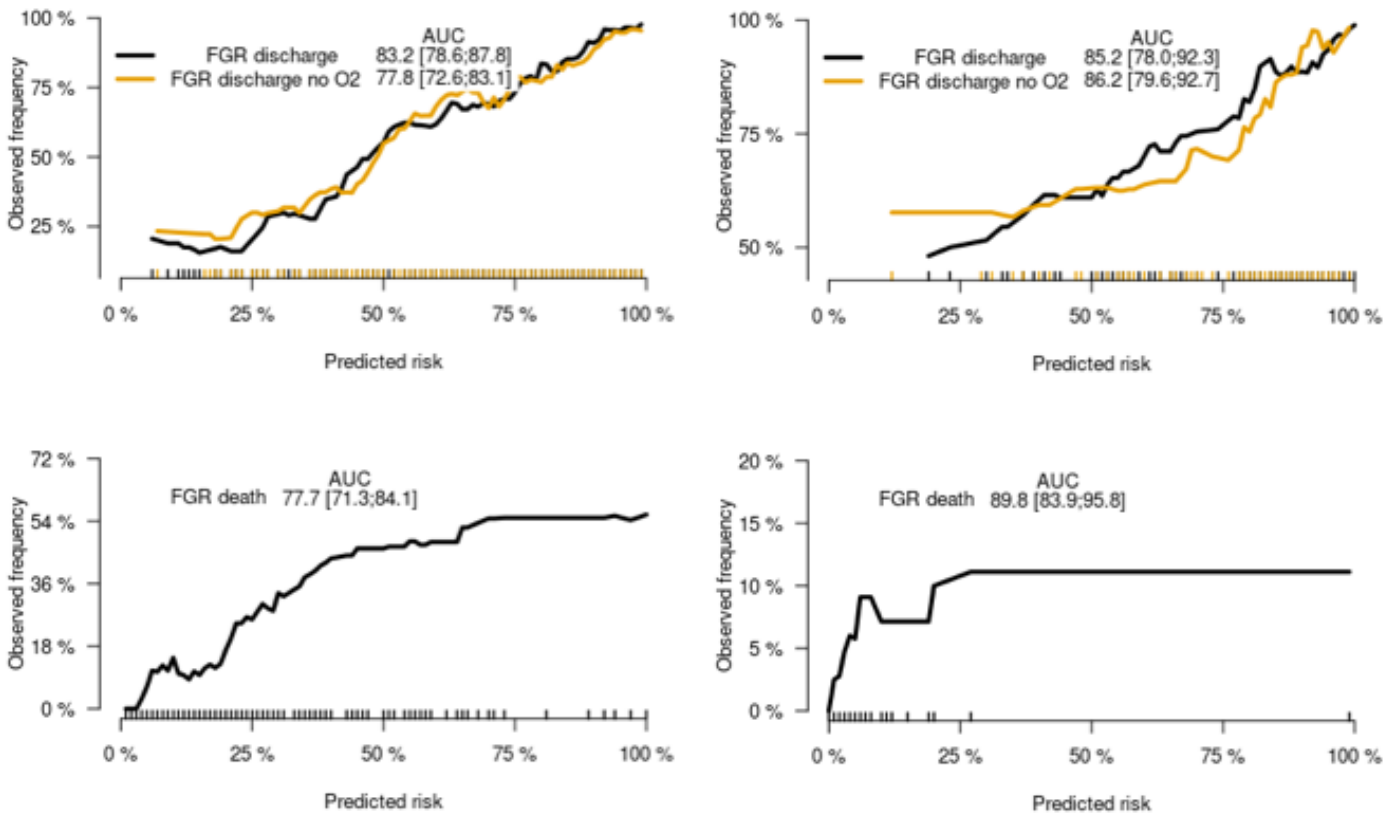 100 %
75 %
50 %
25 %
Observed frequency
AUC
FGR discharge 83.2 [78.6;87.8]
FGR discharge no O2 77.8 [72.6;83.1]
0 % 25 % 50 % 75 % 100 %
Predicted risk
100 %
75 %
50 %
Observed frequency
AUC
FGR discharge 85.2 [78.0;92.3]
FGR discharge no O2 86.2 [79.6;92.7]
0 % 25 % 50 % 75 % 100 %
Predicted risk
72 %
54 %
36 %
18 %
0 %
Observed frequency
AUC
FGR death 77.7 [71.3;84.1]
0 % 25 % 50 % 75 % 100 %
Predicted risk
20 %
15 %
10 %
5 %
0 %
Observed frequency
AUC
FGR death 89.8 [83.9;95.8]
0 % 25 % 50 % 75 % 100 %
Predicted risk